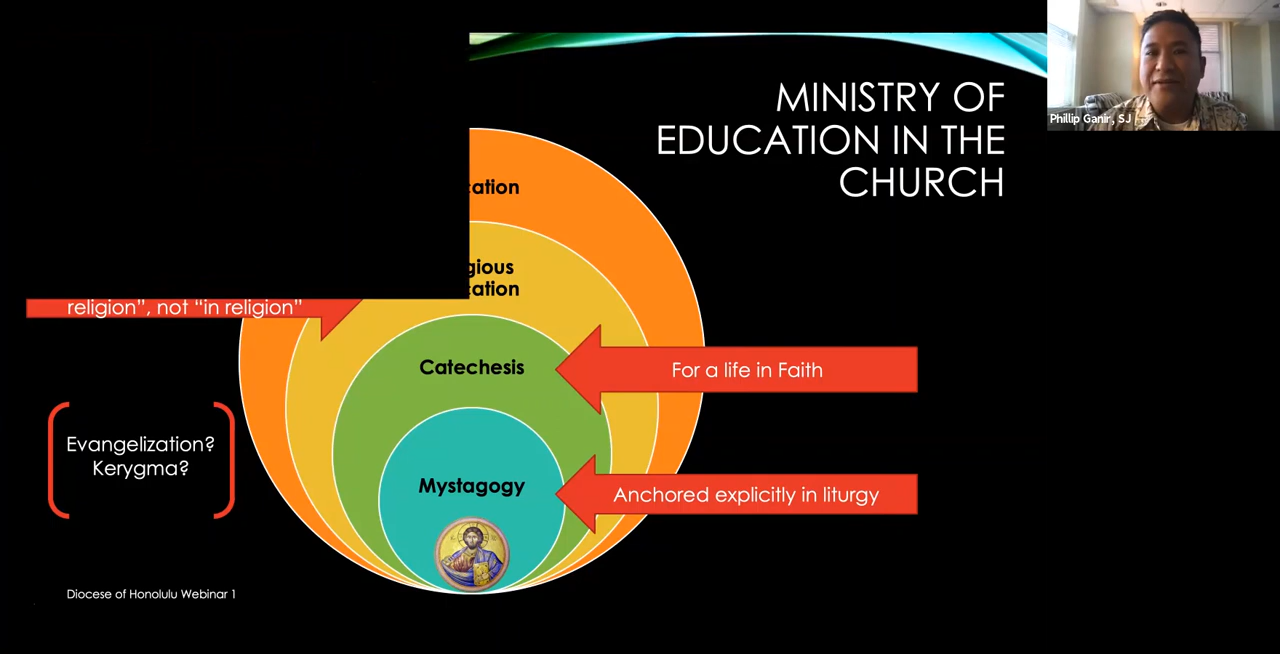 MINISTRY OF
EDUCATION IN THE
CHURCH
Phillip Ganir, SJ
cation
gious
cation
religion”, not “in religion”
Catechesis
For a life in Faith
Evangelization?
Kerygma?
Mystagogy
Anchored explicitly in liturgy
Diocese of Honolulu Webinar 1